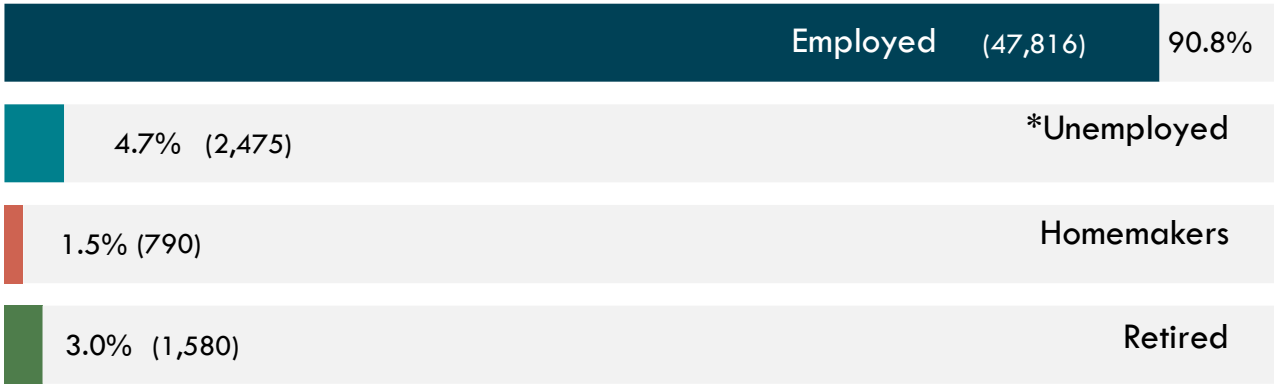 Employed (47,816) 90.8%
4.7% (2,475) *Unemployed
1.5% (790) Homemakers
3.0% (1,580) Retired